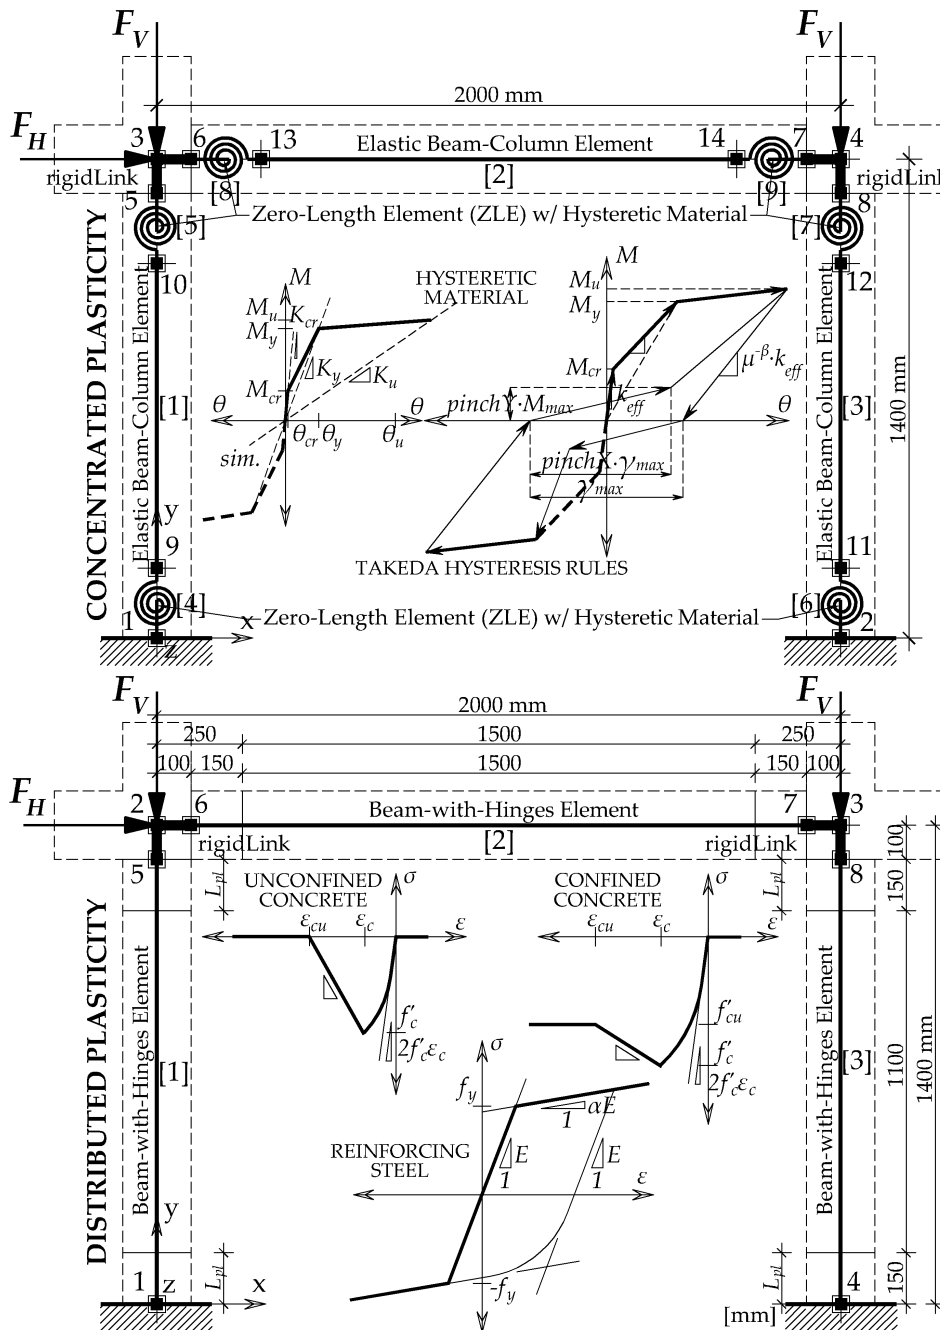 F_V F_V
2000 mm
F_H 3 6 13 14 7 4
Elastic Beam-Column Element
rigidLink [8] [2] [9] rigidLink
5 8
Zero-Length Element (ZLE) w/ Hysteretic Material
[5] [7]
10 12
CONCENTRATED PLASTICITY
Elastic Beam-Column Element
[1]
HYSTERETIC
MATERIAL
M
M_u
M_y
K_cr
K_y
K_u
M_cr
θ θ
θ_cr θ_y θ_u
sim.
M
M_u
M_y
M_cr
μ^-β·k_eff
k_eff
pinchY·M_max
θ
pinchX·γ_max
γ_max
TAKEDA HYSTERESIS RULES
Elastic Beam-Column Element
[3]
1400 mm
y
9 11
[4] [6]
Zero-Length Element (ZLE) w/ Hysteretic Material
1 x 2
z
F_V F_V
2000 mm
250 1500 250
100 150 1500 150 100
F_H 2 6 7 3
Beam-with-Hinges Element
rigidLink [2] rigidLink
5 8
100
L_pl L_pl
150
DISTRIBUTED PLASTICITY
Beam-with-Hinges Element
[1]
UNCONFINED
CONCRETE
σ
ε_cu ε_c ε
f'_c
2f'_c ε_c
CONFINED
CONCRETE
σ
ε_cu ε_c ε
f'_cu
f'_c
2f'_c ε_c
σ
f_y
αE
1
REINFORCING
STEEL
E E
1 1
ε
-f_y
Beam-with-Hinges Element
[3]
1100
1400 mm
y
L_pl L_pl
150
1 z x 4
[mm]